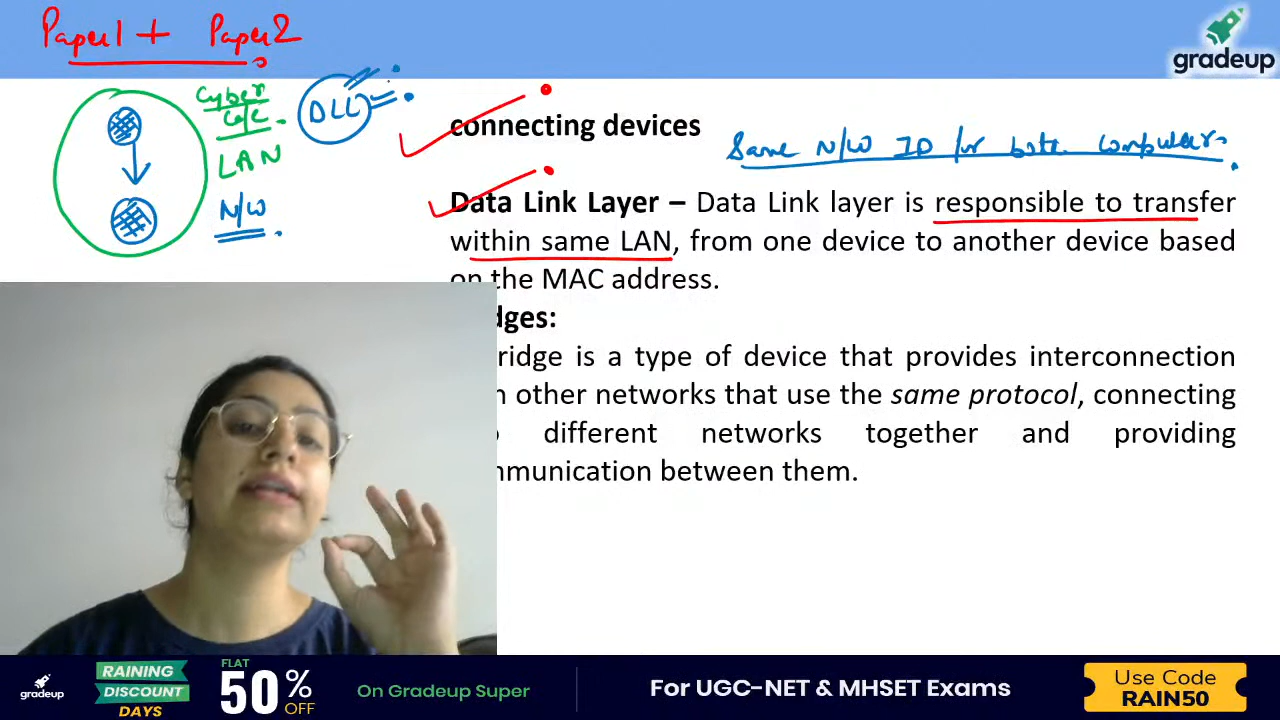 Paper1 + Paper2
gradeup
Cyber
Cafe
LAN
N/W
DLL
connecting devices
Same N/W ID for both computers
Data Link Layer – Data Link layer is responsible to transfer
within same LAN, from one device to another device based
on the MAC address.
dges:
ridge is a type of device that provides interconnection
other networks that use the same protocol, connecting
different networks together and providing
mmunication between them.
gradeup
RAINING
DISCOUNT
DAYS
FLAT
50% OFF
On Gradeup Super
For UGC-NET & MHSET Exams
Use Code
RAIN50